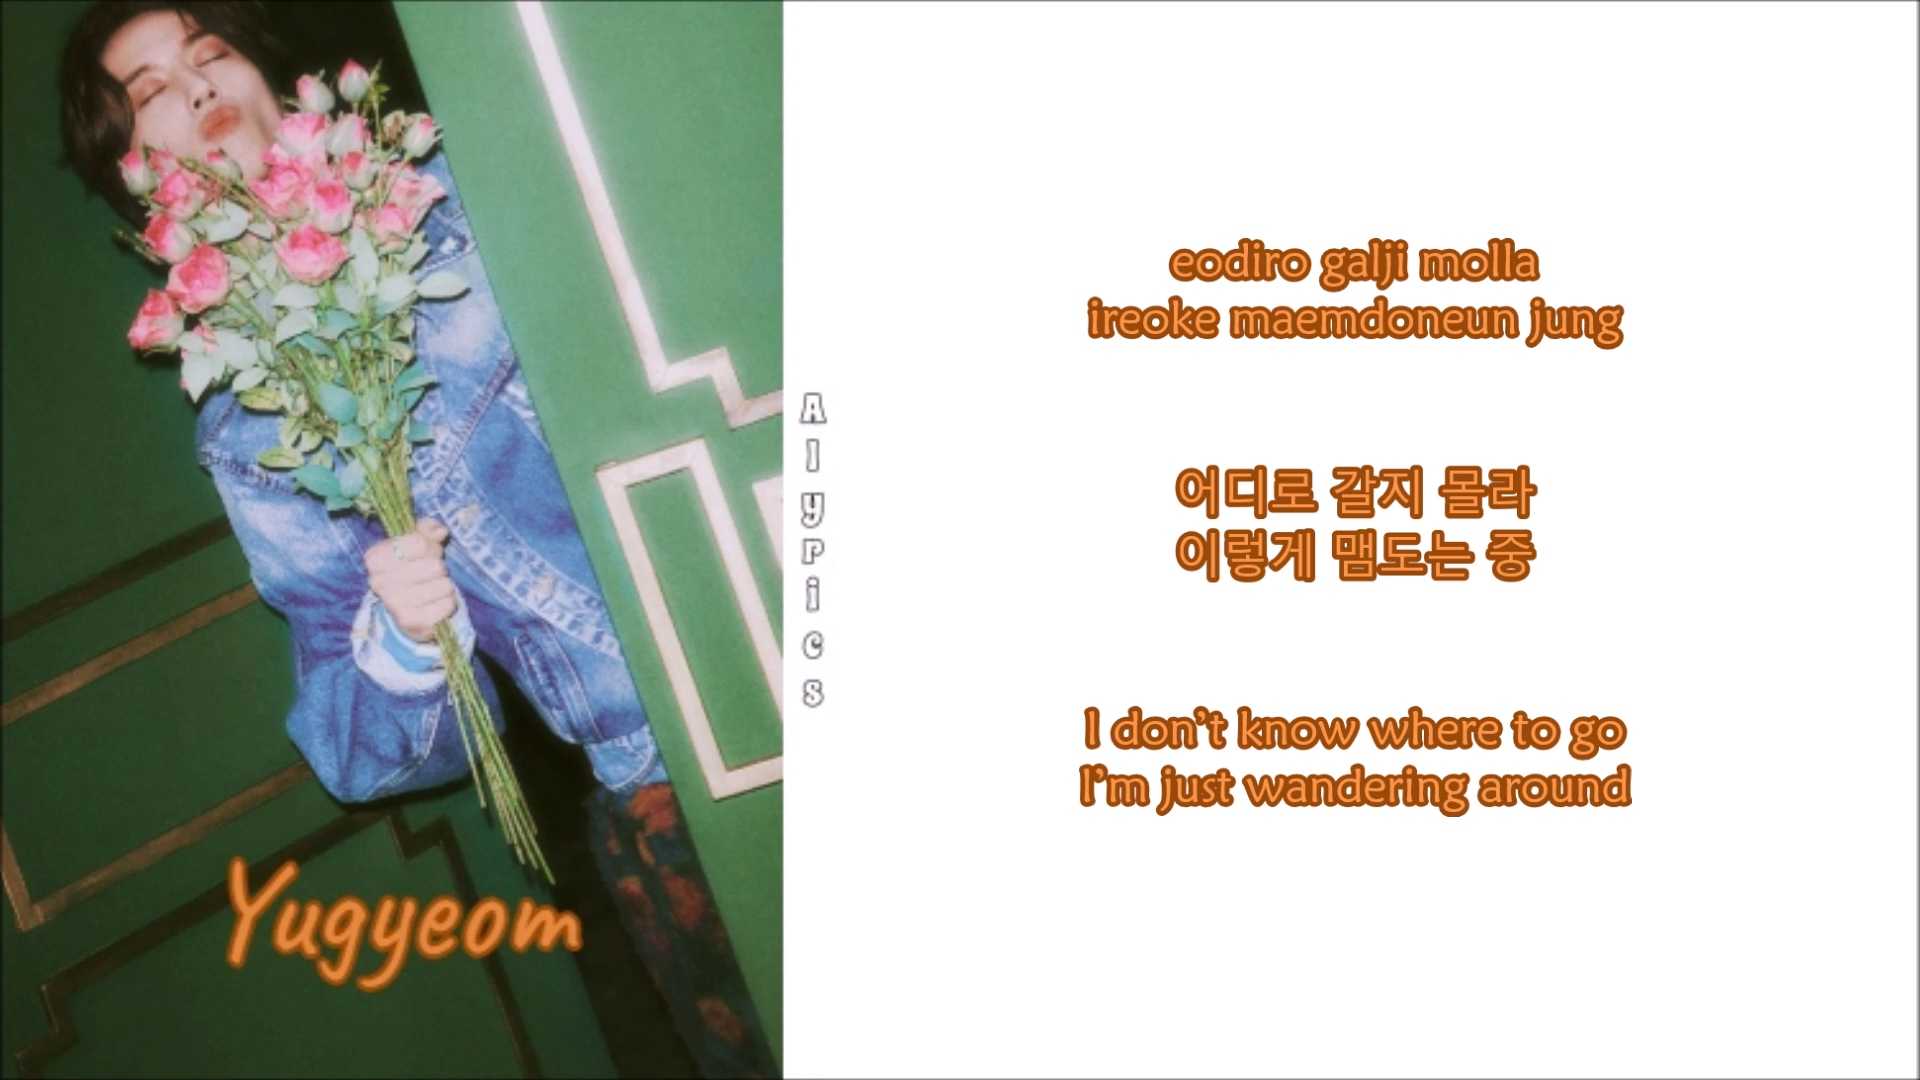 Yugyeom
Alypics
eodiro galji molla
ireoke maemdoneun jung
어디로 갈지 몰라
이렇게 맴도는 중
I don't know where to go
I'm just wandering around